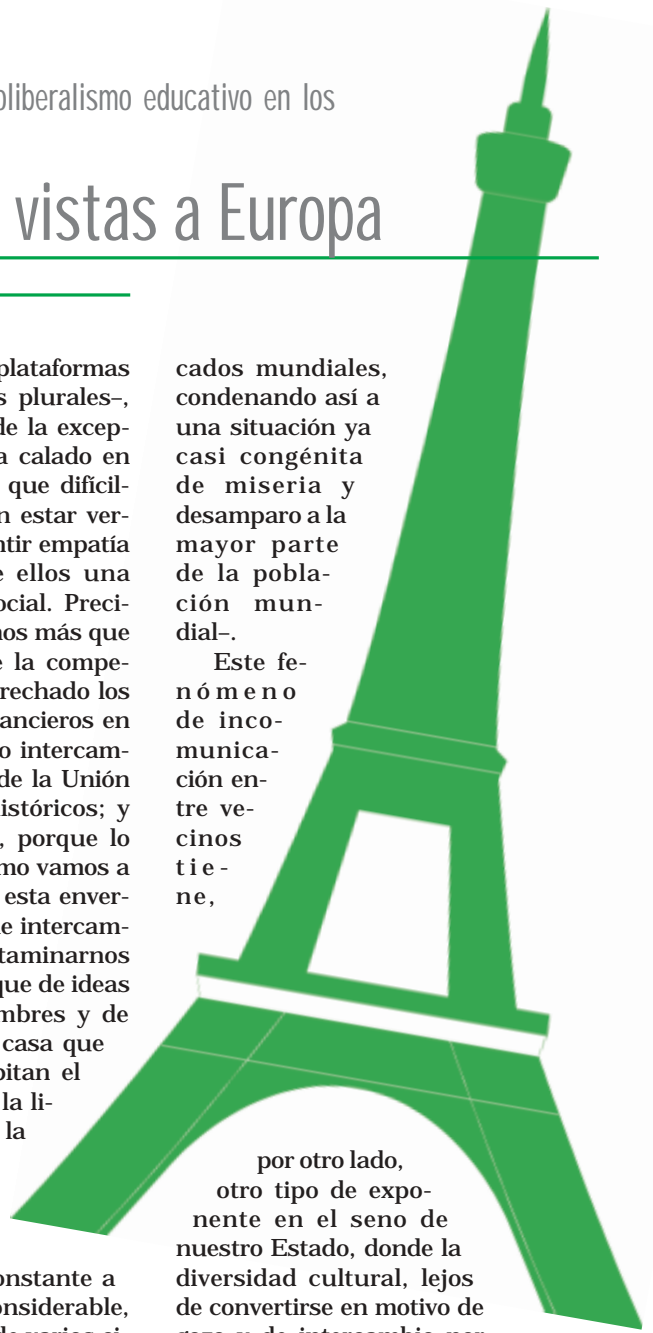 oliberalismo educativo en los
vistas a Europa
plataformas
s plurales–,
de la excep-
a calado en
que difícil-
n estar ver-
ntir empatía
e ellos una
ocial. Preci-
nos más que
e la compe-
rechado los
ancieros en
o intercam-
de la Unión
istóricos; y
, porque lo
mo vamos a
esta enver-
e intercam-
taminarnos
que de ideas
mbres y de
casa que
bitan el
la li-
la
onstante a
onsiderable,
cados mundiales,
condenando así a
una situación ya
casi congénita
de miseria y
desamparo a la
mayor parte
de la pobla-
ción mun-
dial–.
Este fe-
nómeno
de inco-
munica-
ción en-
tre ve-
cinos
tie-
ne,
por otro lado,
otro tipo de expo-
nente en el seno de
nuestro Estado, donde la
diversidad cultural, lejos
de convertirse en motivo de